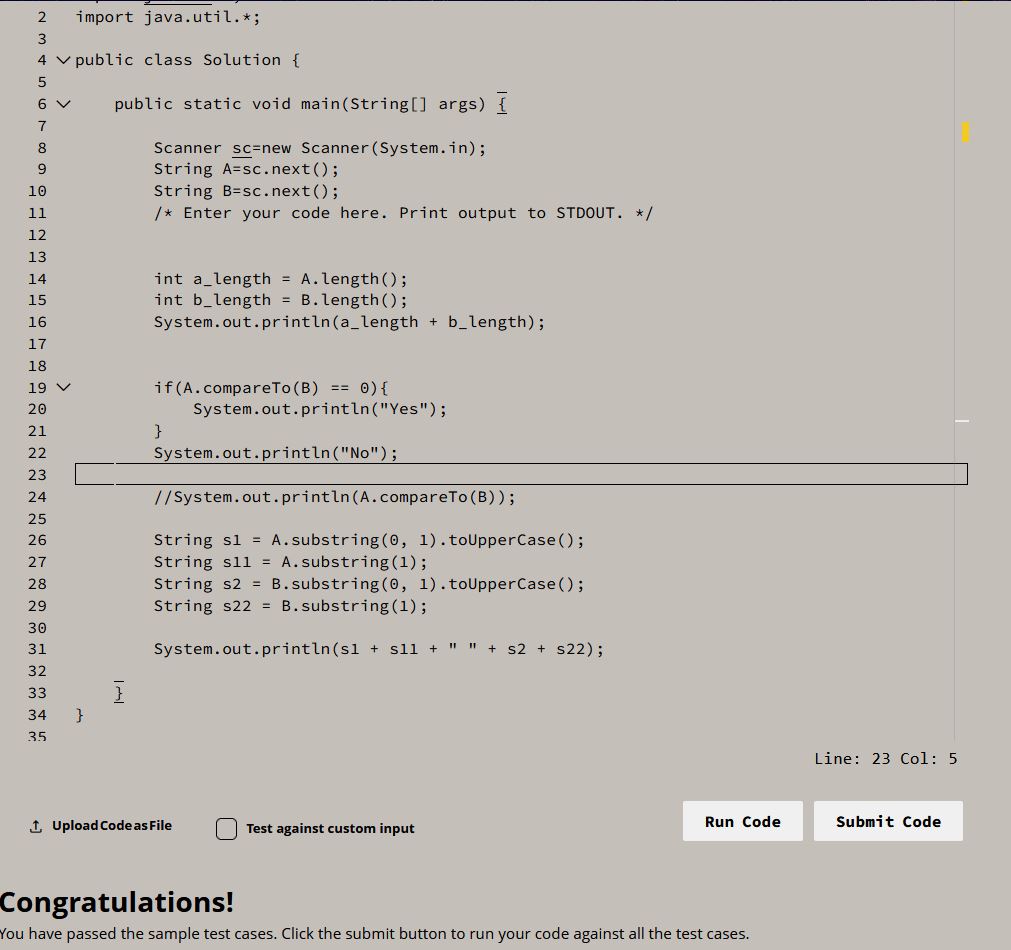 2 import java.util.*;
3
4 public class Solution {
5
6 public static void main(String[] args) {
7
8 Scanner sc=new Scanner(System.in);
9 String A=sc.next();
10 String B=sc.next();
11 /* Enter your code here. Print output to STDOUT. */
12
13
14 int a_length = A.length();
15 int b_length = B.length();
16 System.out.println(a_length + b_length);
17
18
19 if(A.compareTo(B) == 0){
20 System.out.println("Yes");
21 }
22 System.out.println("No");
23
24 //System.out.println(A.compareTo(B));
25
26 String s1 = A.substring(0, 1).toUpperCase();
27 String s11 = A.substring(1);
28 String s2 = B.substring(0, 1).toUpperCase();
29 String s22 = B.substring(1);
30
31 System.out.println(s1 + s11 + " " + s2 + s22);
32
33 }
34 }
35
Line: 23 Col: 5
Upload Code as File
Test against custom input
Run Code
Submit Code
Congratulations!
You have passed the sample test cases. Click the submit button to run your code against all the test cases.